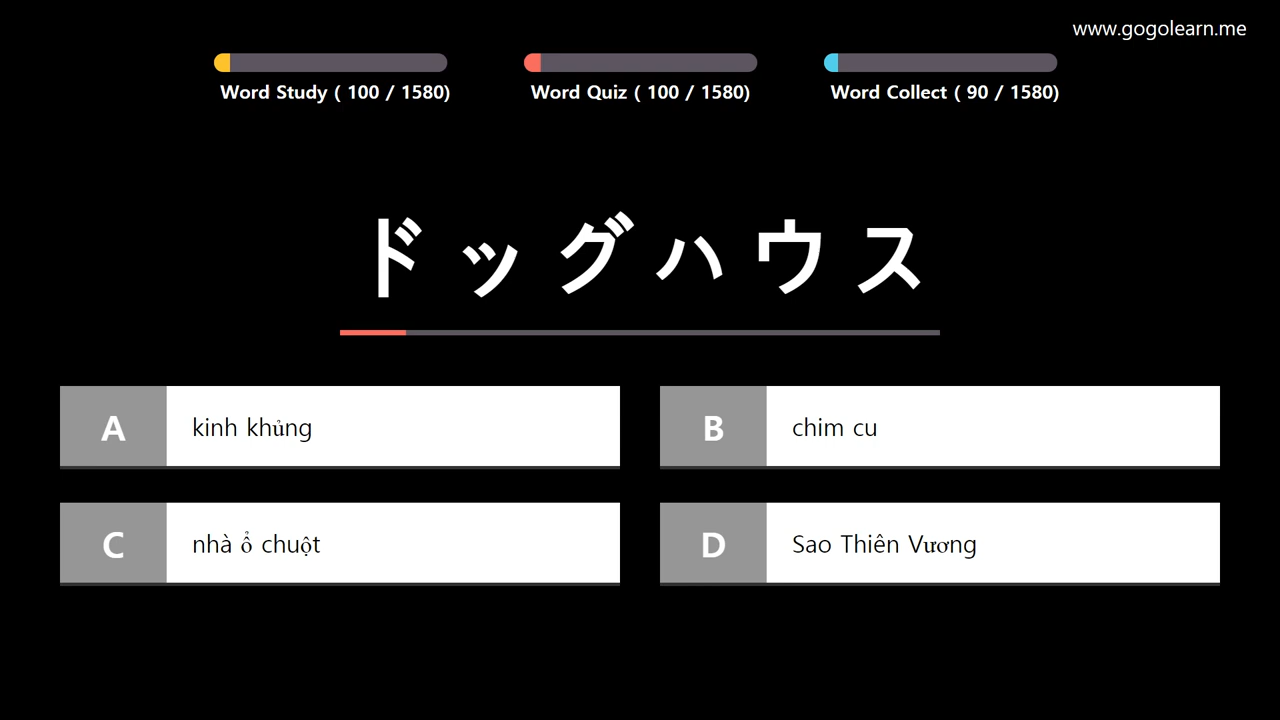 www.gogolearn.me
Word Study ( 100 / 1580)
Word Quiz ( 100 / 1580)
Word Collect ( 90 / 1580)
ドッグハウス
A
kinh khủng
B
chim cu
C
nhà ổ chuột
D
Sao Thiên Vương